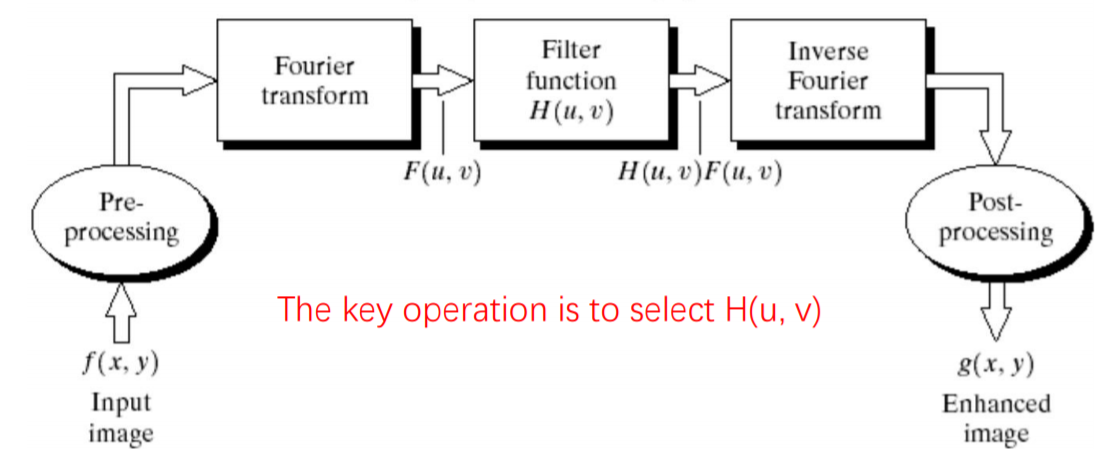 Fourier
transform
Filter
function
H(u, v)
Inverse
Fourier
transform
F(u, v)
H(u, v)F(u, v)
Pre-
processing
Post-
processing
The key operation is to select H(u, v)
f(x, y)
Input
image
g(x, y)
Enhanced
image